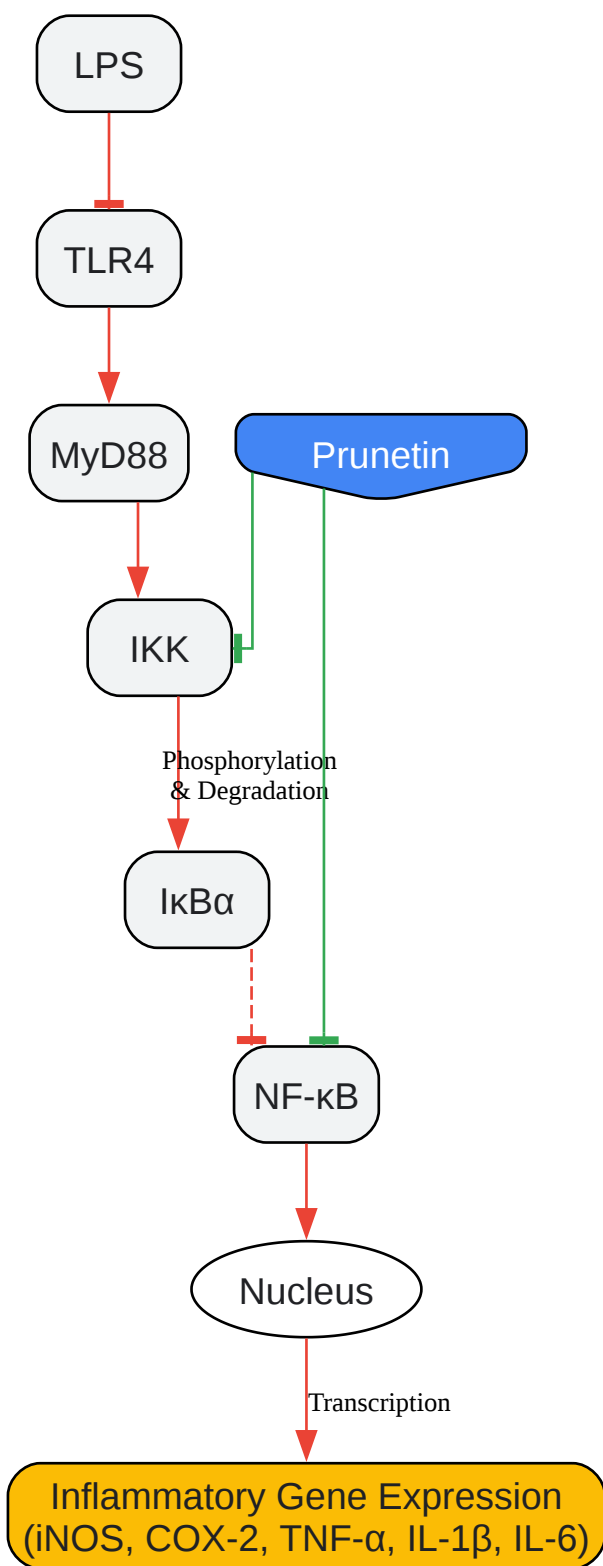 LPS
TLR4
MyD88
Prunetin
IKK
Phosphorylation
& Degradation
IκBα
NF-κB
Nucleus
Transcription
Inflammatory Gene Expression
(iNOS, COX-2, TNF-α, IL-1β, IL-6)